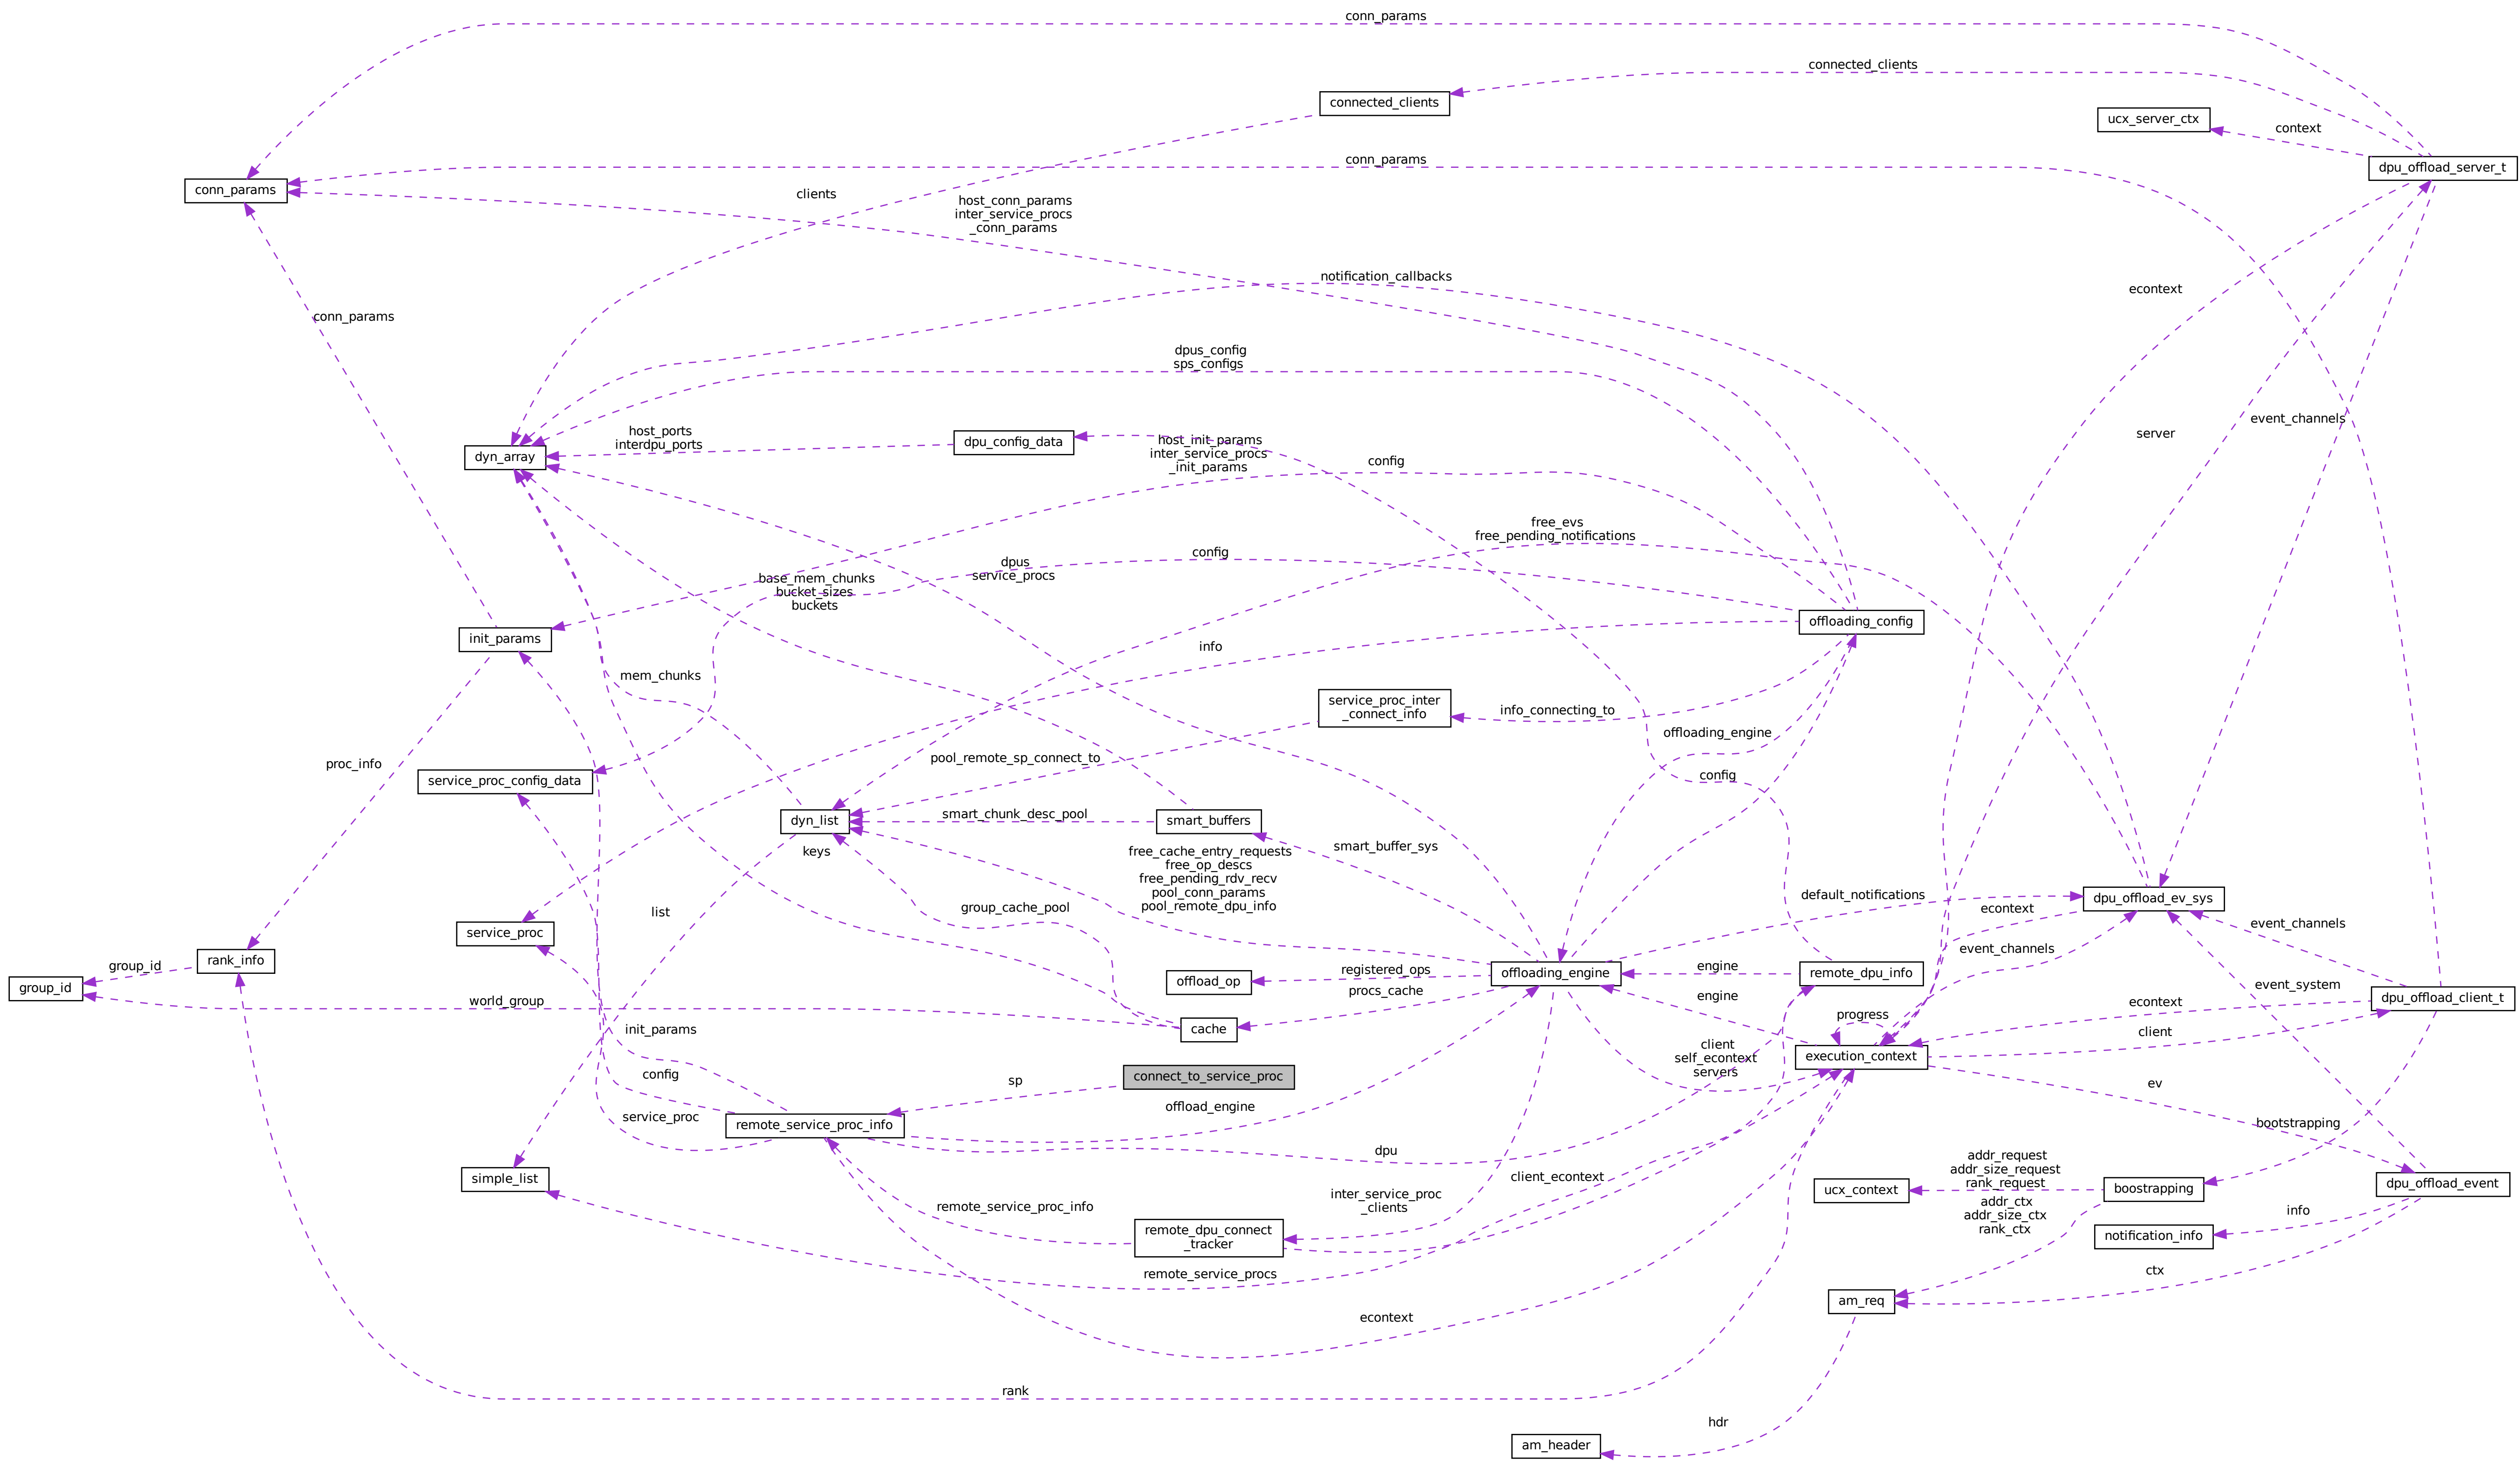 conn_params
connected_clients
connected_clients
ucx_server_ctx
context
conn_params
dpu_offload_server_t
conn_params
clients
host_conn_params
inter_service_procs
_conn_params
notification_callbacks
econtext
conn_params
dpus_config
sps_configs
event_channels
host_ports
interdpu_ports
dpu_config_data
host_init_params
inter_service_procs
_init_params
server
dyn_array
config
free_evs
free_pending_notifications
config
dpus
service_procs
base_mem_chunks
bucket_sizes
buckets
offloading_config
init_params
info
mem_chunks
service_proc_inter
_connect_info
info_connecting_to
offloading_engine
proc_info
pool_remote_sp_connect_to
config
service_proc_config_data
smart_chunk_desc_pool
dyn_list
smart_buffers
keys
smart_buffer_sys
free_cache_entry_requests
free_op_descs
free_pending_rdv_recv
pool_conn_params
pool_remote_dpu_info
default_notifications
dpu_offload_ev_sys
list
group_cache_pool
econtext
event_channels
service_proc
event_channels
rank_info
group_id
registered_ops
engine
offloading_engine
remote_dpu_info
group_id
offload_op
procs_cache
event_system
world_group
engine
econtext
dpu_offload_client_t
progress
init_params
cache
client
client
self_econtext
servers
execution_context
config
sp
connect_to_service_proc
ev
service_proc
offload_engine
remote_service_proc_info
bootstrapping
dpu
addr_request
addr_size_request
rank_request
simple_list
client_econtext
ucx_context
boostrapping
dpu_offload_event
inter_service_proc
_clients
addr_ctx
addr_size_ctx
rank_ctx
remote_service_proc_info
info
remote_dpu_connect
_tracker
notification_info
remote_service_procs
ctx
am_req
econtext
rank
hdr
am_header